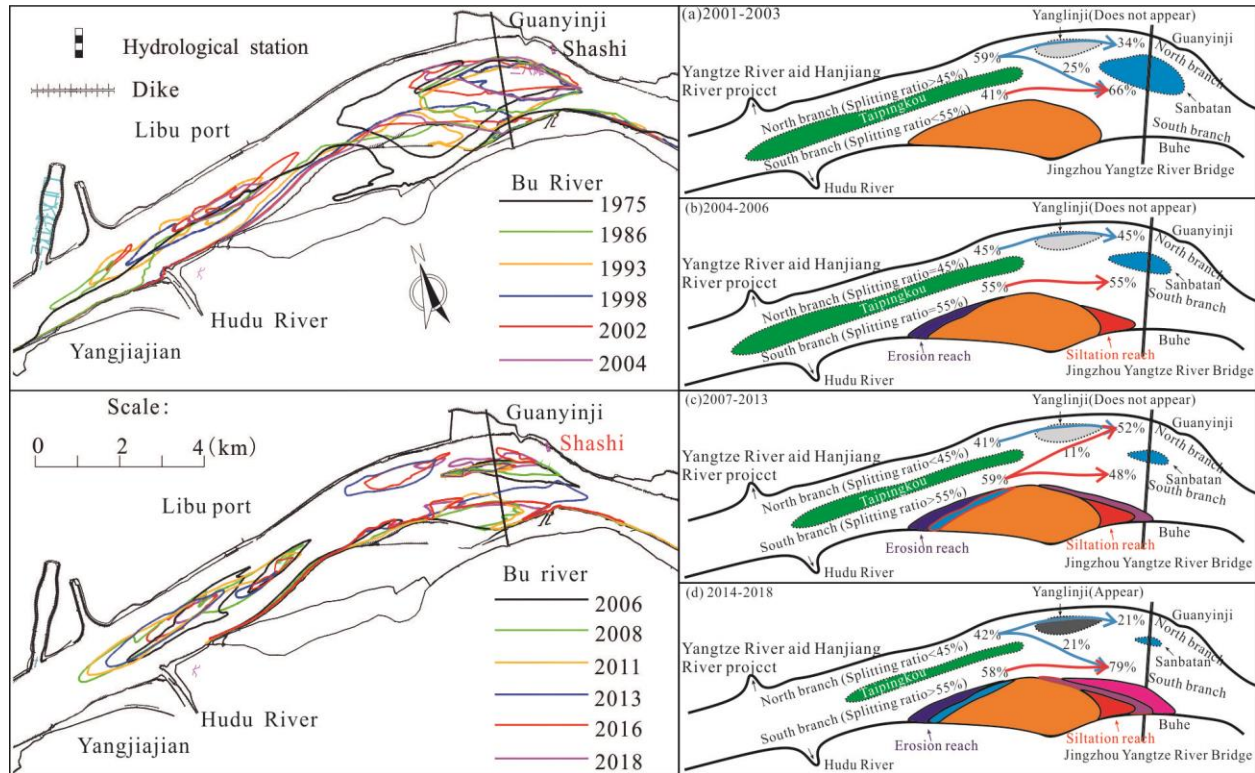 Hydrological station
Dike
Libu port
Guanyinji
Shashi
Bu River
1975
1986
1993
1998
2002
2004
N
Hudu River
Yangjiajian
Scale:
0 2 4(km)
Libu port
Guanyinji
Shashi
Bu river
2006
2008
2011
2013
2016
2018
Hudu River
Yangjiajian
(a)2001-2003
Yanglinji(Does not appear)
Guanyinji
59%
34%
North branch
25%
Yangtze River aid Hanjiang
River project
North branch (Splitting ratio>45%)
Taipingkou
41%
66%
Sanbatan
South branch (Splitting ratio<55%)
South branch
Buhe
Hudu River
Jingzhou Yangtze River Bridge
(b)2004-2006
Yanglinji(Does not appear)
Guanyinji
45%
45%
North branch
Yangtze River aid Hanjiang
River project
North branch (Splitting ratio=45%)
Taipingkou
55%
55%
Sanbatan
South branch
South branch (Splitting ratio=55%)
Erosion reach
Siltation reach
Buhe
Hudu River
Jingzhou Yangtze River Bridge
(c)2007-2013
Yanglinji(Does not appear)
Guanyinji
41%
52%
North branch
11%
Yangtze River aid Hanjiang
River project
North branch (Splitting ratio<45%)
Taipingkou
59%
48%
Sanbatan
South branch
South branch (Splitting ratio>55%)
Erosion reach
Siltation reach
Buhe
Hudu River
Jingzhou Yangtze River Bridge
(d)2014-2018
Yanglinji(Appear)
Guanyinji
42%
21%
North branch
21%
Yangtze River aid Hanjiang
River projcct
North branch (Splitting ratio<45%)
Taipingkou
58%
79%
Sanbatan
South branch
South branch (Splitting ratio>55%)
Erosion reach
Siltation reach
Buhe
Hudu River
Jingzhou Yangtze River Bridge